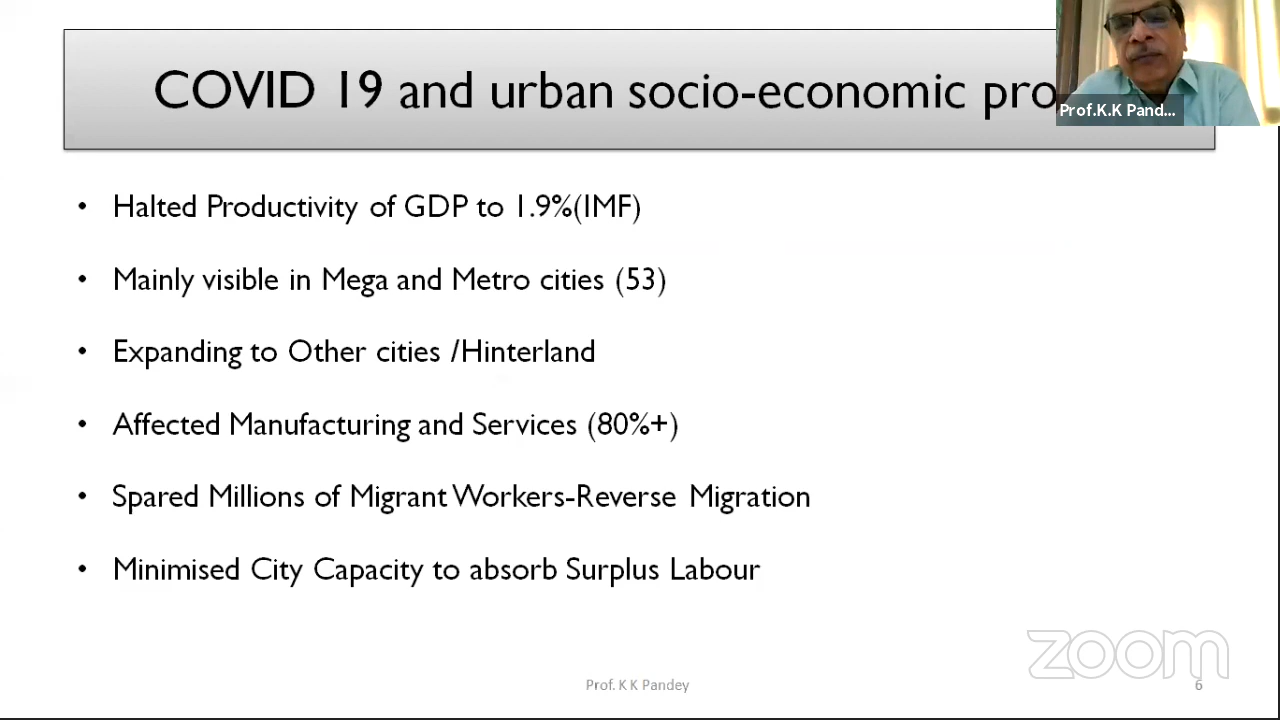 COVID 19 and urban socio-economic pro
Prof.K.K Pand...
• Halted Productivity of GDP to 1.9%(IMF)
• Mainly visible in Mega and Metro cities (53)
• Expanding to Other cities /Hinterland
• Affected Manufacturing and Services (80%+)
• Spared Millions of Migrant Workers-Reverse Migration
• Minimised City Capacity to absorb Surplus Labour
zoom
Prof. K K Pandey
6